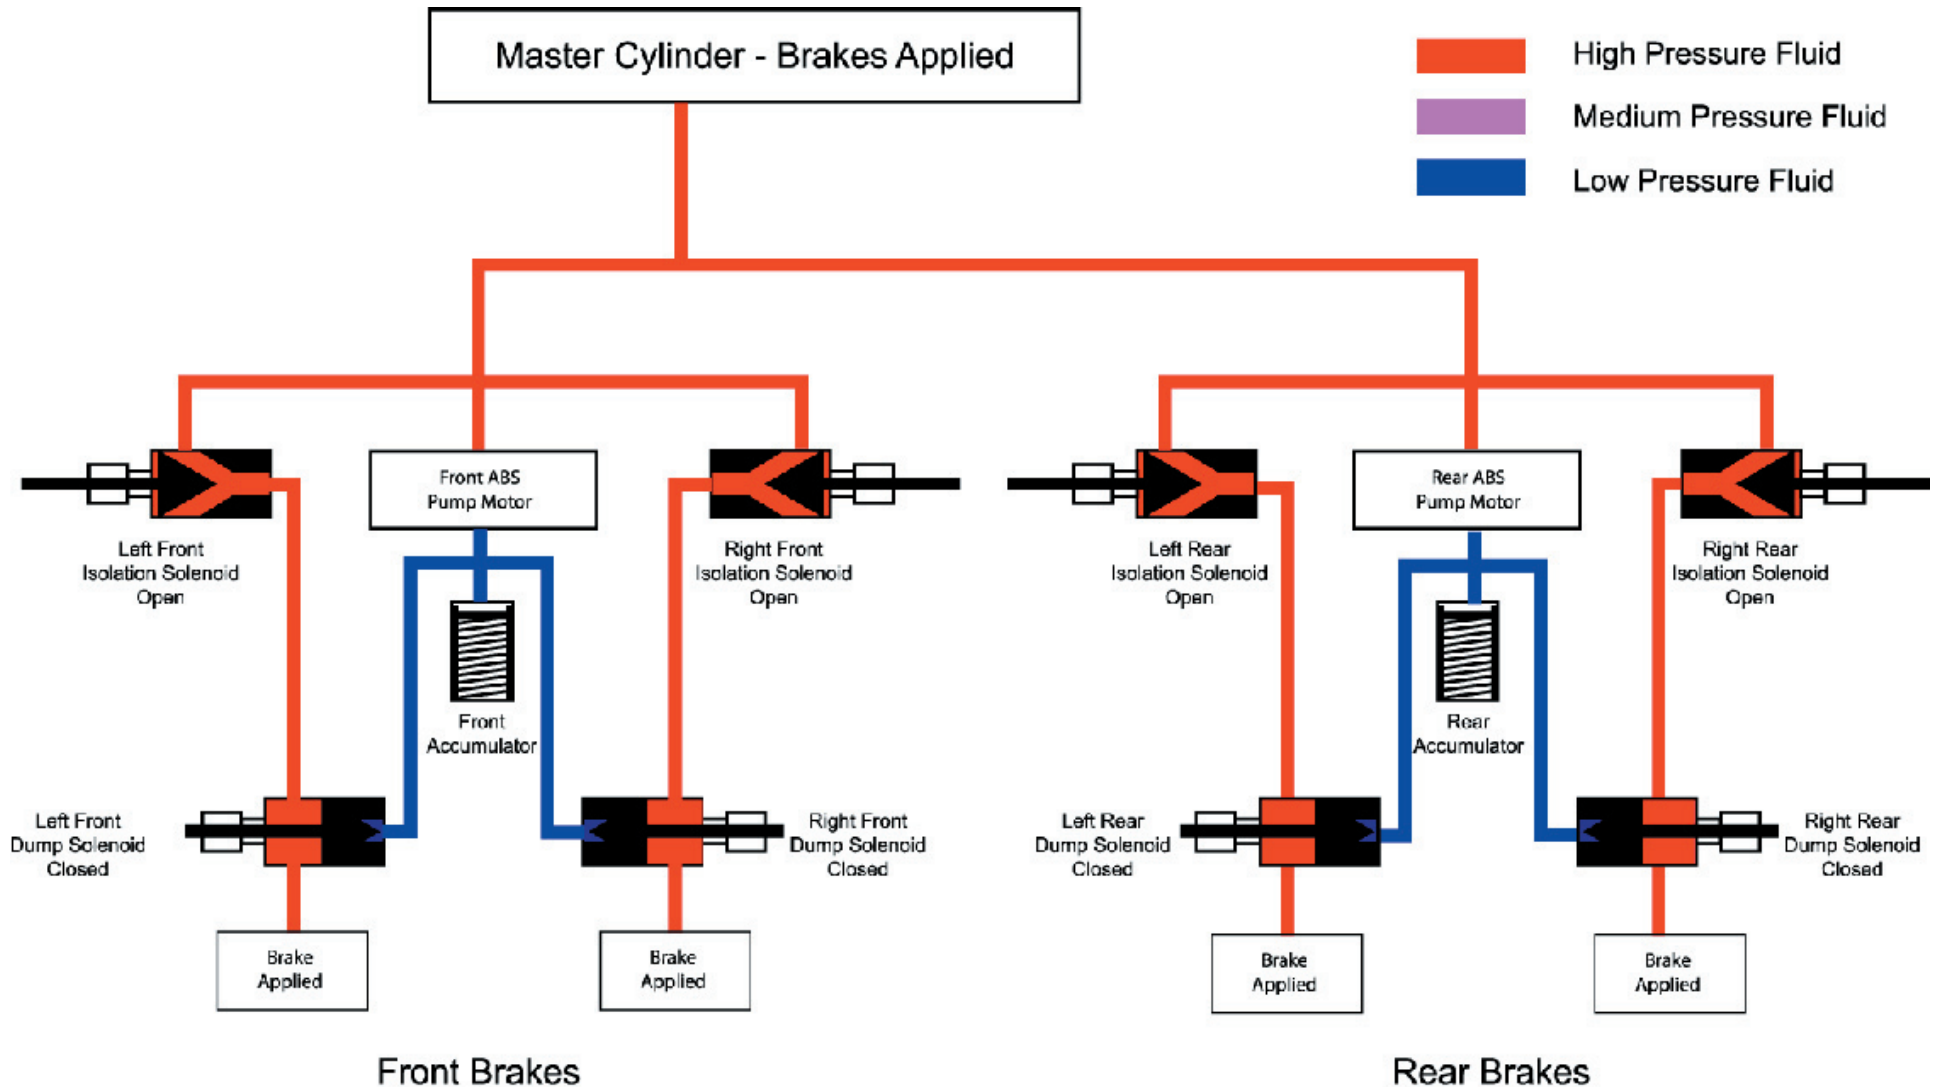 Master Cylinder - Brakes Applied
High Pressure Fluid
Medium Pressure Fluid
Low Pressure Fluid
Left Front
Isolation Solenoid
Open
Front ABS
Pump Motor
Right Front
Isolation Solenoid
Open
Left Rear
Isolation Solenoid
Open
Rear ABS
Pump Motor
Right Rear
Isolation Solenoid
Open
Front
Accumulator
Rear
Accumulator
Left Front
Dump Solenoid
Closed
Right Front
Dump Solenoid
Closed
Left Rear
Dump Solenoid
Closed
Right Rear
Dump Solenoid
Closed
Brake
Applied
Brake
Applied
Brake
Applied
Brake
Applied
Front Brakes
Rear Brakes